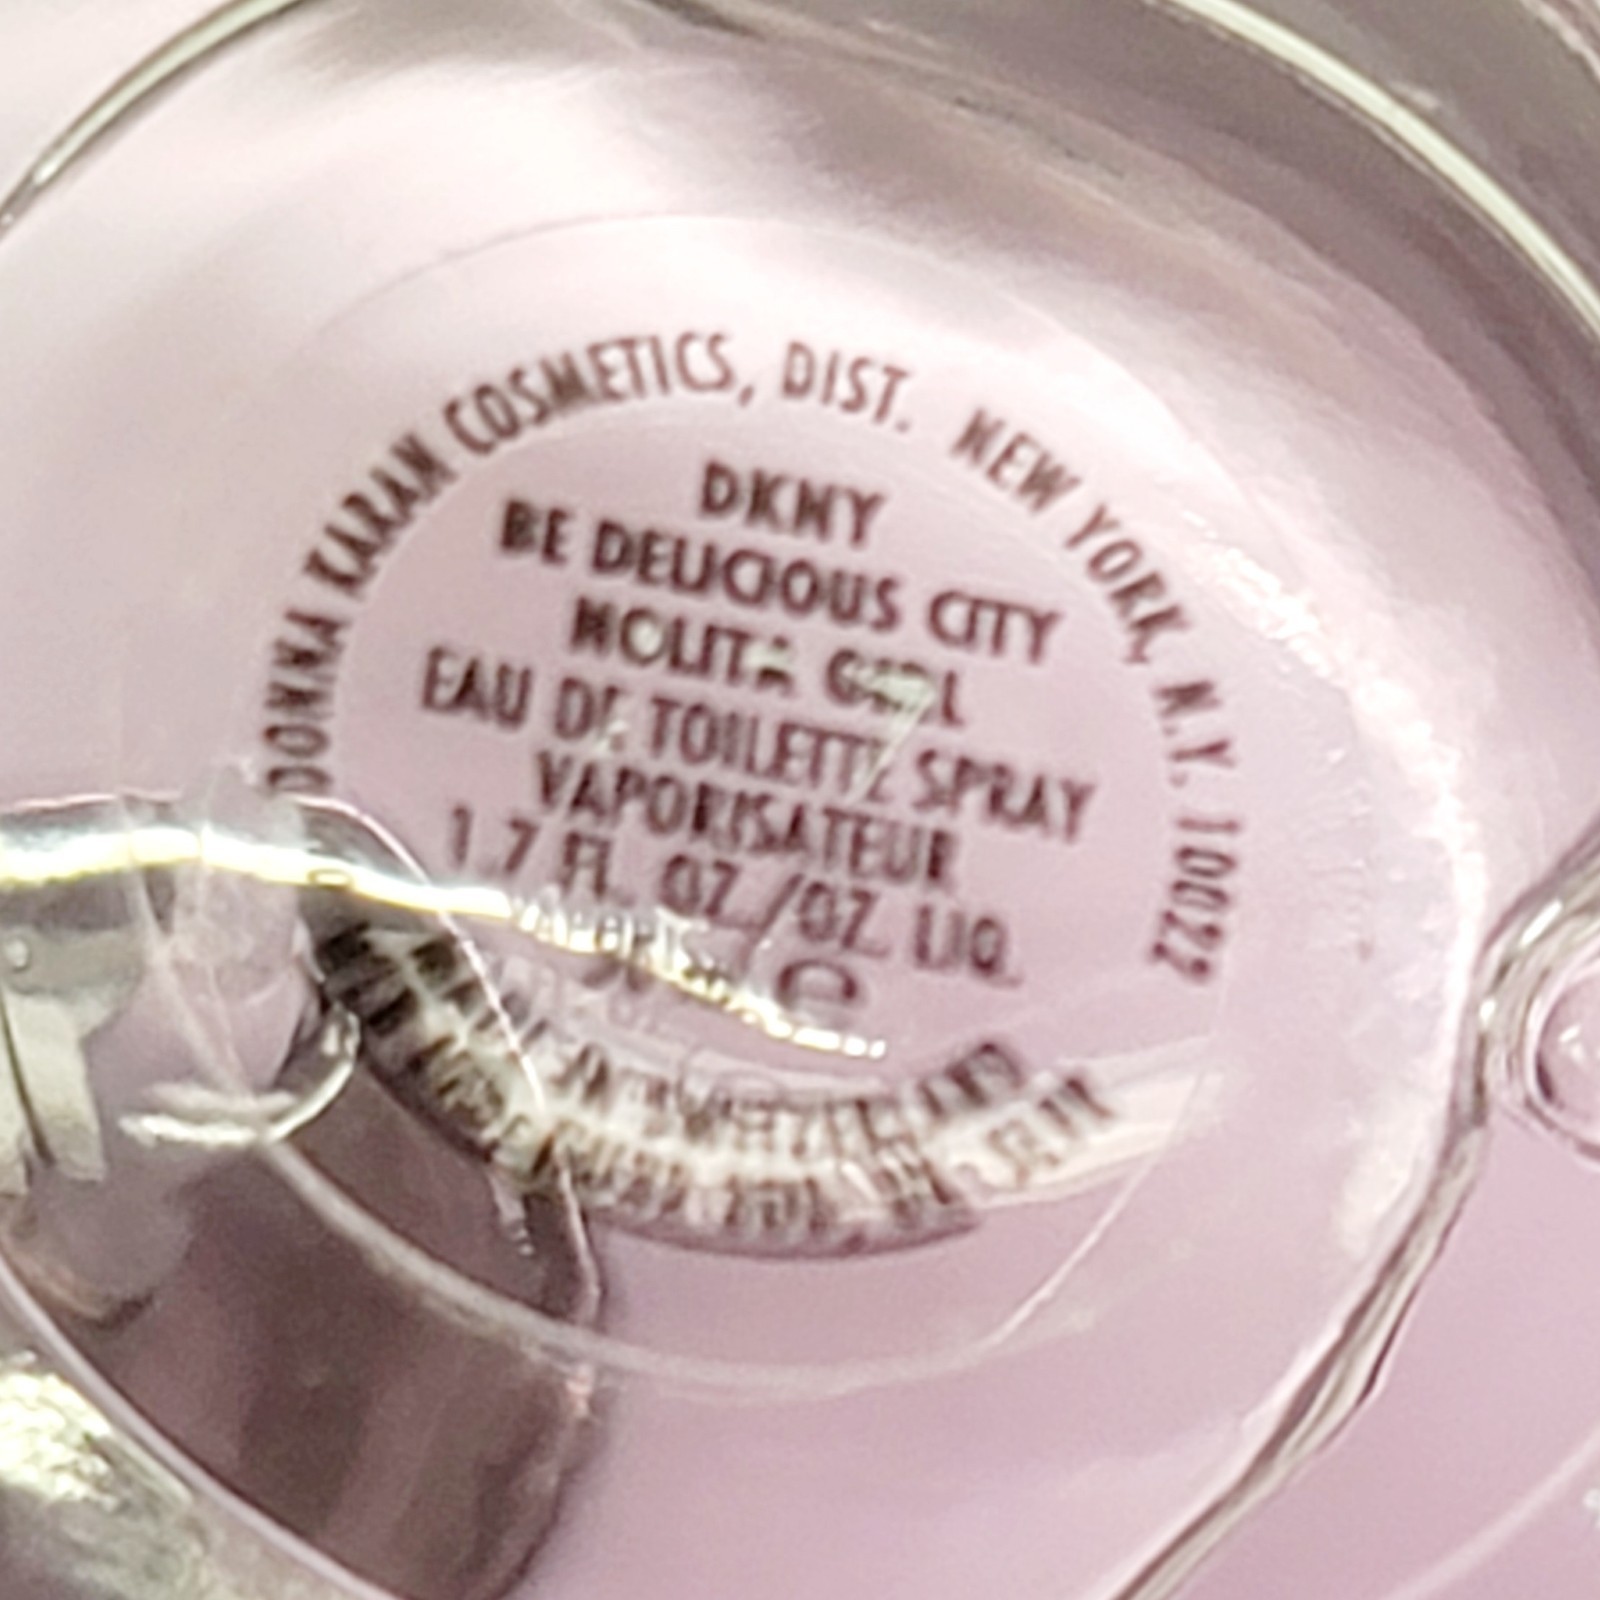 DONNA KARAN COSMETICS, DIST. NEW YORK, N.Y. 10022
DKNY
BE DELICIOUS CITY
NOLITA GIRL
EAU DE TOILETTE SPRAY
VAPORISATEUR
1.7 FL. OZ./OZ. LIQ.
℮